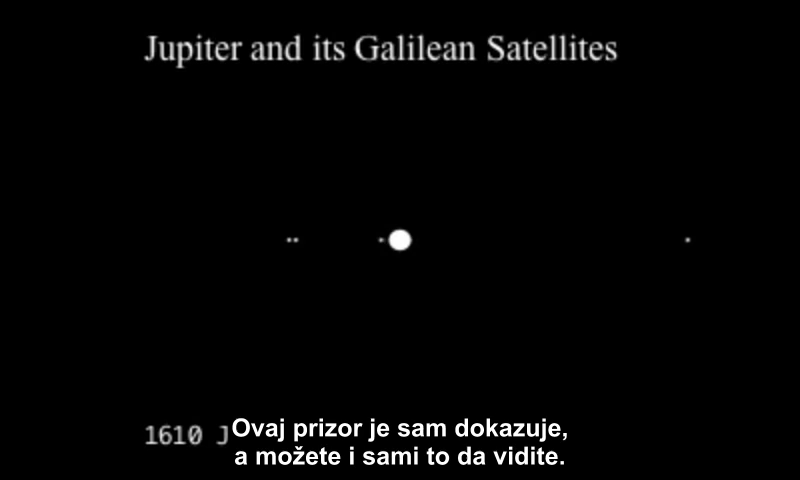 Jupiter and its Galilean Satellites
1610 J
Ovaj prizor je sam dokazuje,
a možete i sami to da vidite.